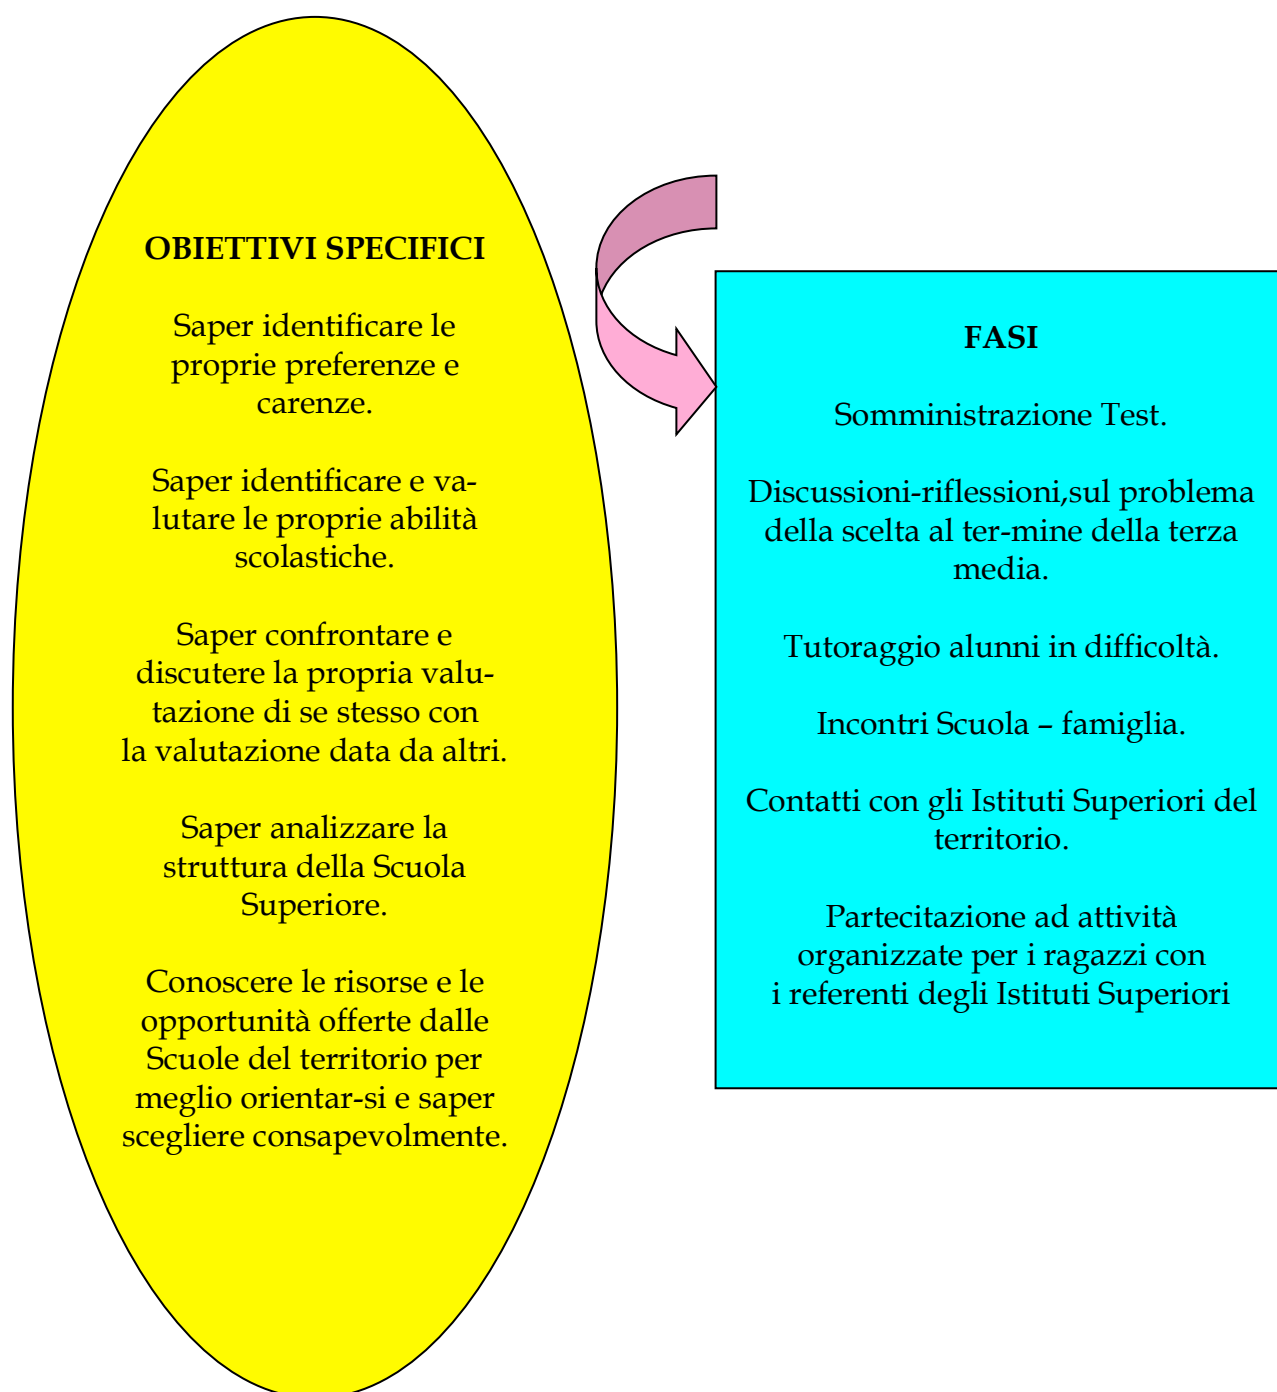 OBIETTIVI SPECIFICI
Saper identificare le
proprie preferenze e
carenze.
Saper identificare e va-
lutare le proprie abilità
scolastiche.
Saper confrontare e
discutere la propria valu-
tazione di se stesso con
la valutazione data da altri.
Saper analizzare la
struttura della Scuola
Superiore.
Conoscere le risorse e le
opportunità offerte dalle
Scuole del territorio per
meglio orientar-si e saper
scegliere consapevolmente.
FASI
Somministrazione Test.
Discussioni-riflessioni,sul problema
della scelta al ter-mine della terza
media.
Tutoraggio alunni in difficoltà.
Incontri Scuola – famiglia.
Contatti con gli Istituti Superiori del
territorio.
Partecitazione ad attività
organizzate per i ragazzi con
i referenti degli Istituti Superiori